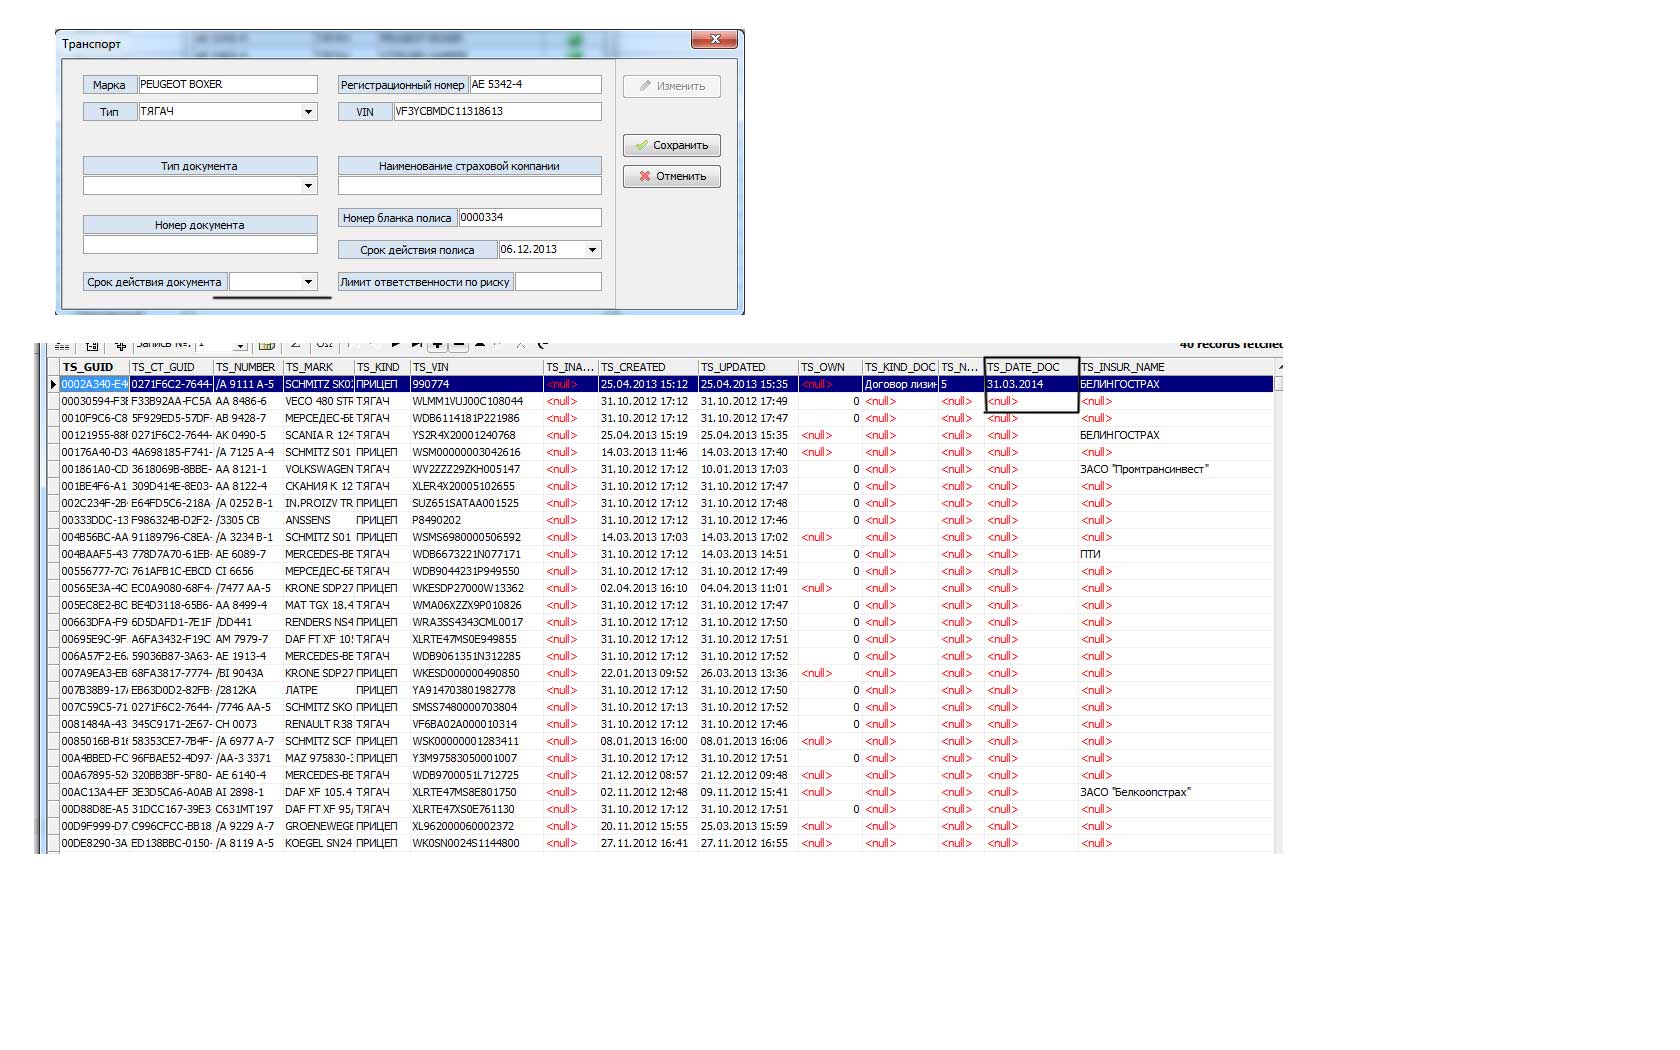 Транспорт
Марка PEUGEOT BOXER Регистрационный номер AE 5342-4 Изменить
Тип ТЯГАЧ VIN VF3YCBMDC11318613
Сохранить
Тип документа Наименование страховой компании
Отменить
Номер бланка полиса 0000334
Номер документа
Срок действия полиса 06.12.2013
Срок действия документа Лимит ответственности по риску
Запись №: 40 records fetched
TS_GUID TS_CT_GUID TS_NUMBER TS_MARK TS_KIND TS_VIN TS_INA... TS_CREATED TS_UPDATED TS_OWN TS_KIND_DOC TS_N... TS_DATE_DOC TS_INSUR_NAME
0002A340-E4 0271F6C2-7644- /A 9111 A-5 SCHMITZ SK0 ПРИЦЕП 990774 <null> 25.04.2013 15:12 25.04.2013 15:35 <null> Договор лизин 5 31.03.2014 БЕЛИНГОСТРАХ
00030594-F3E F33B92AA-FC5A AA 8486-6 VECO 480 STR ТЯГАЧ WLMM1VUJ00C108044 <null> 31.10.2012 17:12 31.10.2012 17:49 0 <null> <null> <null> <null>
0010F9C6-C8 5F929ED5-57DF- AB 9428-7 МЕРСЕДЕС-БЕ ТЯГАЧ WDB6114181P221986 <null> 31.10.2012 17:12 31.10.2012 17:47 0 <null> <null> <null> <null>
00121955-88F 0271F6C2-7644- AK 0490-5 SCANIA R 124 ТЯГАЧ YS2R4X20001240768 <null> 25.04.2013 15:19 25.04.2013 15:35 <null> <null> <null> <null> БЕЛИНГОСТРАХ
00176A40-D3 4A698185-F741- /A 7125 A-4 SCHMITZ S01 ПРИЦЕП WSM00000003042616 <null> 14.03.2013 11:46 14.03.2013 17:40 <null> <null> <null> <null> <null>
001861A0-CD 3618069B-8BBE- AA 8121-1 VOLKSWAGEN ТЯГАЧ WV2ZZZ29ZKH005147 <null> 31.10.2012 17:12 10.01.2013 17:03 0 <null> <null> <null> ЗАСО "Промтрансинвест"
001BE4F6-A1 309D414E-8E03- AA 8122-4 СКАНИЯ К 12 ТЯГАЧ XLER4X20005102655 <null> 31.10.2012 17:12 31.10.2012 17:47 0 <null> <null> <null> <null>
002C234F-2B E64FD5C6-218A- /A 0252 B-1 IN.PROIZV TR ПРИЦЕП SUZ651SATAA001525 <null> 31.10.2012 17:12 31.10.2012 17:48 0 <null> <null> <null> <null>
00333DDC-13 F986324B-D2F2- /3305 CB ANSSENS ПРИЦЕП P8490202 <null> 31.10.2012 17:12 31.10.2012 17:46 0 <null> <null> <null> <null>
004B56BC-AA 91189796-C8EA- /A 3234 B-1 SCHMITZ S01 ПРИЦЕП WSMS6980000506592 <null> 14.03.2013 17:03 14.03.2013 17:02 <null> <null> <null> <null> <null>
004BAAF5-43 778D7A70-61EB- AE 6089-7 MERCEDES-BE ТЯГАЧ WDB6673221N077171 <null> 31.10.2012 17:12 14.03.2013 14:51 0 <null> <null> <null> ПТИ
00556777-7C 761AFB1C-EBCD CI 6656 МЕРСЕДЕС-БЕ ТЯГАЧ WDB9044231P949550 <null> 31.10.2012 17:12 31.10.2012 17:49 0 <null> <null> <null> <null>
00565E3A-4C EC0A9080-68F4- /7477 AA-5 KRONE SDP27 ПРИЦЕП WKESDP27000W13362 <null> 02.04.2013 16:10 04.04.2013 11:01 <null> <null> <null> <null> <null>
005EC8E2-BC BE4D3118-65B6- AA 8499-4 MAT TGX 18.4 ТЯГАЧ WMA06XZZX9P010826 <null> 31.10.2012 17:12 31.10.2012 17:47 0 <null> <null> <null> <null>
00663DFA-F9 6D5DAFD1-7E1F /DD441 RENDERS NS4 ПРИЦЕП WRA3SS4343CML0017 <null> 31.10.2012 17:12 31.10.2012 17:50 0 <null> <null> <null> <null>
00695E9C-9F A6FA3432-F19C AM 7979-7 DAF FT XF 105 ТЯГАЧ XLRTE47MS0E949855 <null> 31.10.2012 17:12 31.10.2012 17:51 0 <null> <null> <null> <null>
006A57F2-E6 59036B87-3A63- AE 1913-4 MERCEDES-BE ТЯГАЧ WDB9061351N312285 <null> 31.10.2012 17:12 31.10.2012 17:52 0 <null> <null> <null> <null>
007A9EA3-EB 68FA3817-7774- /BI 9043A KRONE SDP27 ПРИЦЕП WKESD000000490850 <null> 22.01.2013 09:52 26.03.2013 13:36 <null> <null> <null> <null> <null>
007B38B9-17 EB63D0D2-82FB- /2812KA ЛАТРЕ ПРИЦЕП YA914703801982778 <null> 31.10.2012 17:12 31.10.2012 17:50 0 <null> <null> <null> <null>
007C59C5-71 0271F6C2-7644- /7746 AA-5 SCHMITZ SKO ПРИЦЕП SMSS7480000703804 <null> 31.10.2012 17:13 31.10.2012 17:52 0 <null> <null> <null> <null>
0081484A-43 345C9171-2E67- CH 0073 RENAULT R38 ТЯГАЧ VF6BA02A000010314 <null> 31.10.2012 17:12 31.10.2012 17:46 0 <null> <null> <null> <null>
0085016B-B1 58353CE7-7B4F- /A 6977 A-7 SCHMITZ SCF ПРИЦЕП WSK00000001283411 <null> 08.01.2013 16:00 08.01.2013 16:06 <null> <null> <null> <null> <null>
00A4BBED-FC 96FBAE52-4D97- /AA-3 3371 MAZ 975830-3 ПРИЦЕП Y3M97583050001007 <null> 31.10.2012 17:12 31.10.2012 17:51 0 <null> <null> <null> <null>
00A67895-52 320BB3BF-5F80- AE 6140-4 MERCEDES-BE ТЯГАЧ WDB9700051L712725 <null> 21.12.2012 08:57 21.12.2012 09:48 <null> <null> <null> <null> <null>
00AC13A4-EF 3E3D5CA6-A0AB AI 2898-1 DAF XF 105.4 ТЯГАЧ XLRTE47MS8E801750 <null> 02.11.2012 12:48 09.11.2012 15:41 <null> <null> <null> <null> ЗАСО "Белкоопстрах"
00D88D8E-A5 31DCC167-39E3 C631MT197 DAF FT XF 95 ТЯГАЧ XLRTE47XS0E761130 <null> 31.10.2012 17:12 31.10.2012 17:51 0 <null> <null> <null> <null>
00D9F999-D7 C996CFCC-BB18 /A 9229 A-7 GROENEWEGE ПРИЦЕП XL962000060002372 <null> 20.11.2012 15:55 25.03.2013 15:59 <null> <null> <null> <null> <null>
00DE8290-3A ED138BBC-0150- /A 8119 A-5 KOEGEL SN24 ПРИЦЕП WK0SN0024S1144800 <null> 27.11.2012 16:41 27.11.2012 16:55 <null> <null> <null> <null> <null>